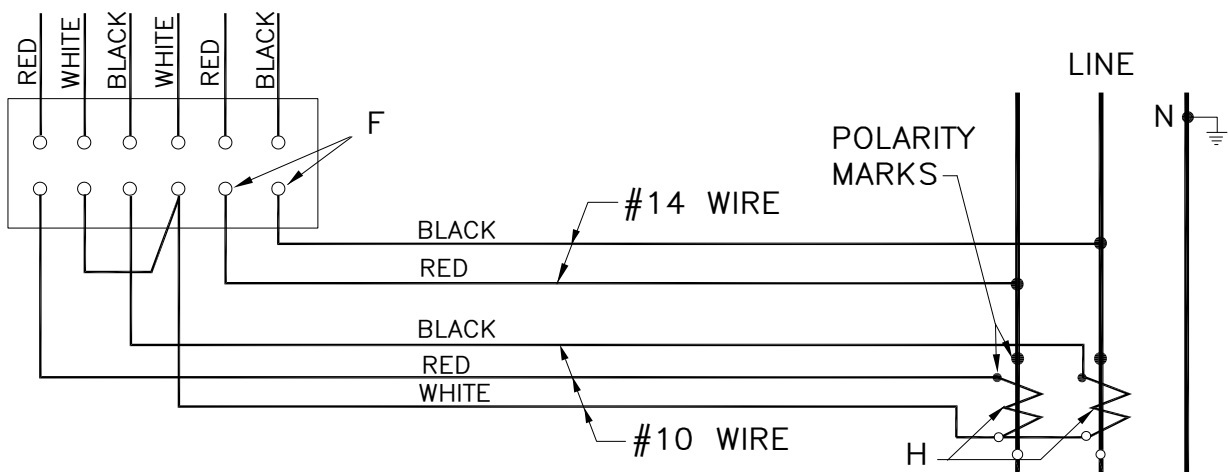 RED
WHITE
BLACK
WHITE
RED
BLACK
F
LINE
N
POLARITY
MARKS
#14 WIRE
BLACK
RED
BLACK
RED
WHITE
#10 WIRE
H